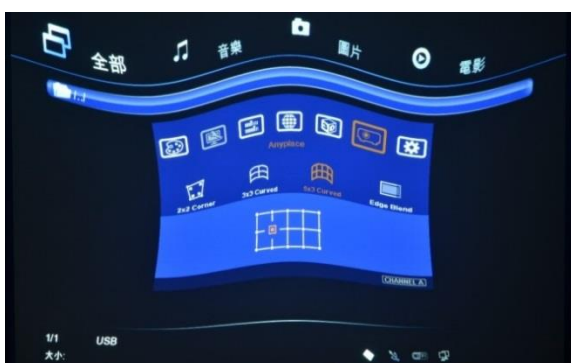 全部 音樂 圖片 電影
Anyplace
2x2 Corner 3x3 Curved 5x3 Curved Edge Blend
CHANNEL A
1/1 USB
大小: